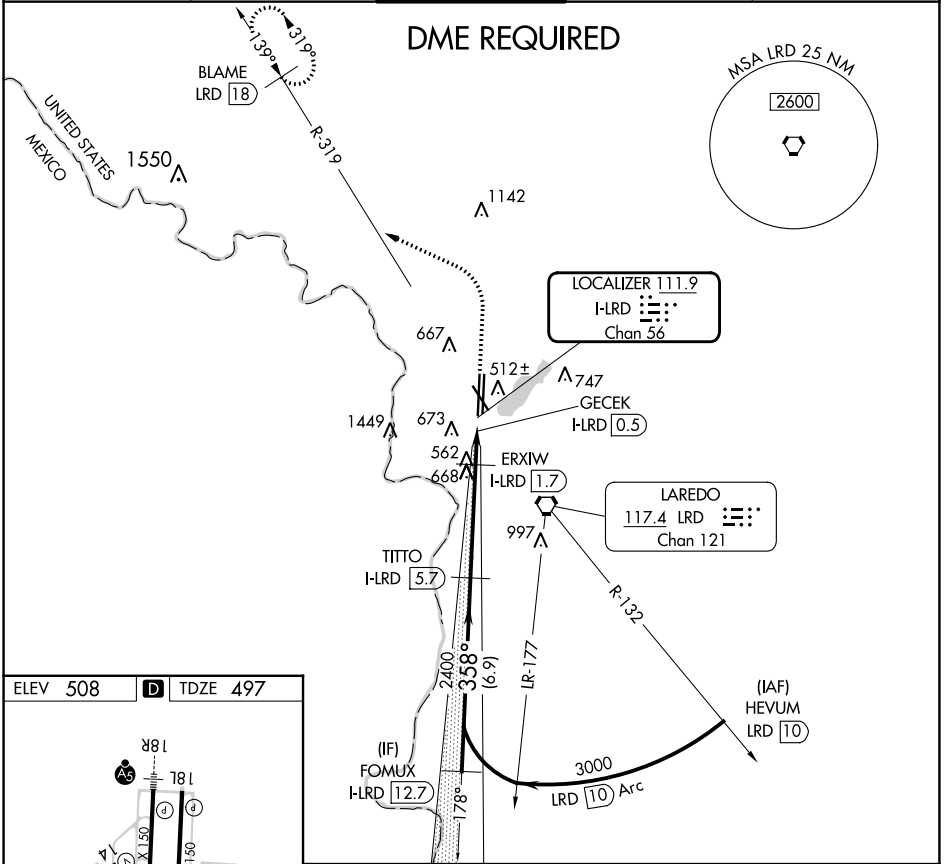 DME REQUIRED
139°
319°
BLAME
LRD 18
R-319
MSA LRD 25 NM
2600
UNITED STATES
MEXICO
1550
1142
LOCALIZER 111.9
I-LRD
Chan 56
667
512±
747
GECEK
I-LRD 0.5
1449
673
562
668
ERXIW
I-LRD 1.7
LAREDO
117.4 LRD
Chan 121
997
TITTO
I-LRD 5.7
R-132
LR-177
2400
358°
(6.9)
(IAF)
HEVUM
LRD 10
3000
LRD 10 Arc
(IF)
FOMUX
I-LRD 12.7
178°
ELEV 508
D
TDZE 497
18R
18L
A5
P
P
X 150
150
14